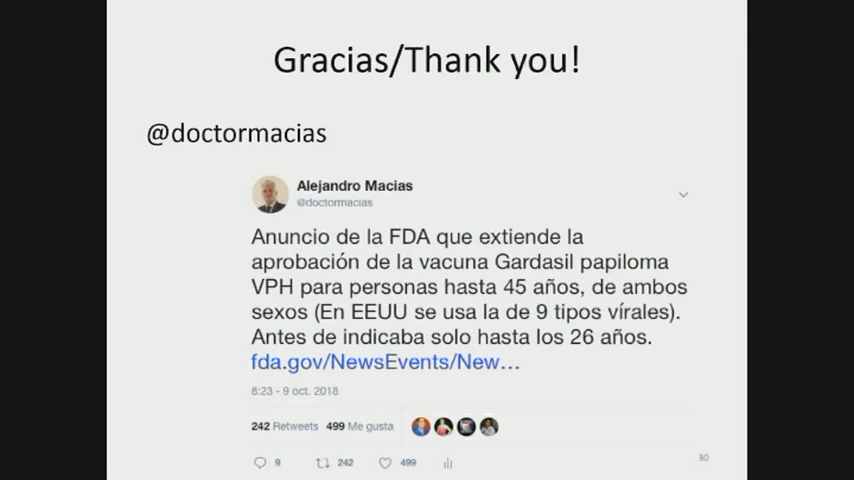 Gracias/Thank you!
@doctormacias
Alejandro Macias
@doctormacias
Anuncio de la FDA que extiende la
aprobación de la vacuna Gardasil papiloma
VPH para personas hasta 45 años, de ambos
sexos (En EEUU se usa la de 9 tipos vírales).
Antes de indicaba solo hasta los 26 años.
fda.gov/NewsEvents/New…
8:23 - 9 oct. 2018
242 Retweets 499 Me gusta
9 242 499
30